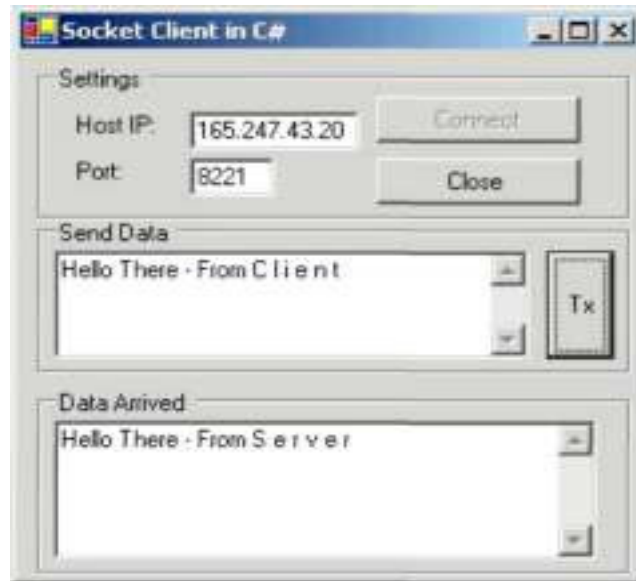 Socket Client in C#
Settings
Host IP: 165.247.43.20 Connect
Port: 8221 Close
Send Data
Hello There - From C l i e n t
Tx
Data Arrived
Hello There - From S e r v e r